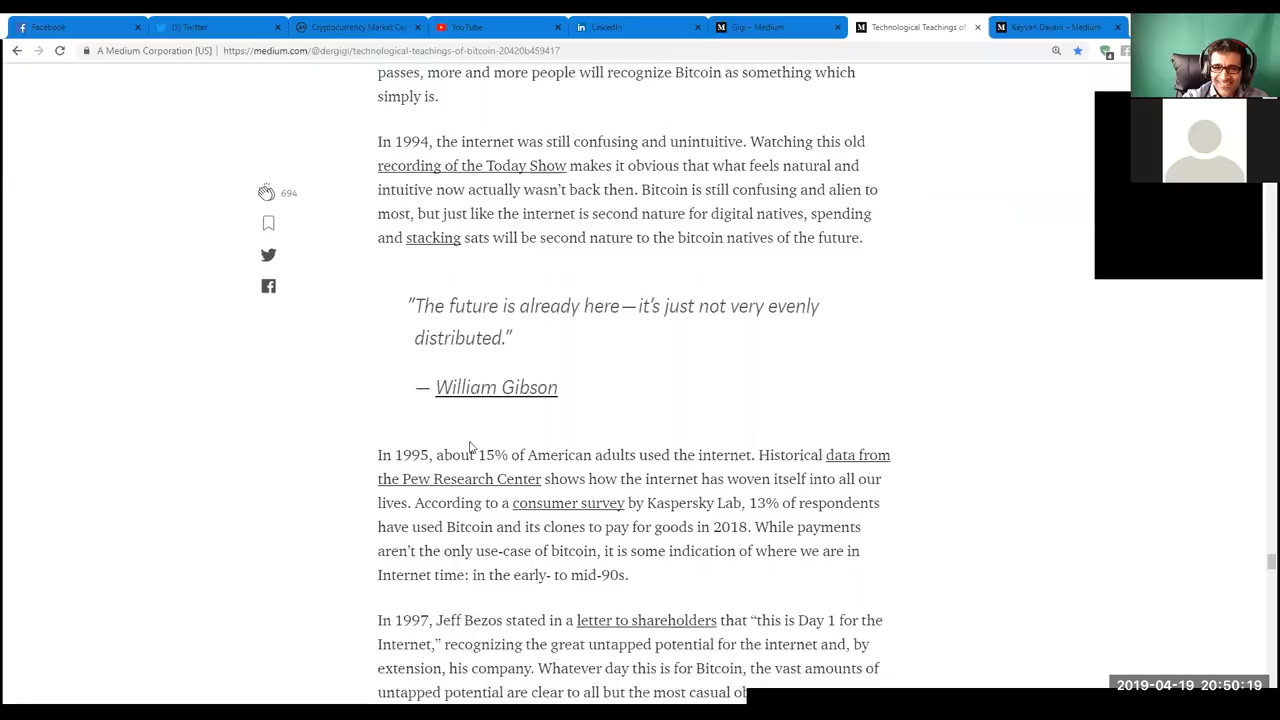 Facebook
(5) Twitter
Cryptocurrency Market Ca
YouTube
LinkedIn
Gigi – Medium
Technological Teachings of
Keyvan Davani – Medium
A Medium Corporation [US]
https://medium.com/@dergigi/technological-teachings-of-bitcoin-20420b459417
passes, more and more people will recognize Bitcoin as something which
simply is.
In 1994, the internet was still confusing and unintuitive. Watching this old
recording of the Today Show makes it obvious that what feels natural and
intuitive now actually wasn't back then. Bitcoin is still confusing and alien to
most, but just like the internet is second nature for digital natives, spending
and stacking sats will be second nature to the bitcoin natives of the future.
694
"The future is already here—it's just not very evenly
distributed."
— William Gibson
In 1995, about 15% of American adults used the internet. Historical data from
the Pew Research Center shows how the internet has woven itself into all our
lives. According to a consumer survey by Kaspersky Lab, 13% of respondents
have used Bitcoin and its clones to pay for goods in 2018. While payments
aren't the only use-case of bitcoin, it is some indication of where we are in
Internet time: in the early- to mid-90s.
In 1997, Jeff Bezos stated in a letter to shareholders that “this is Day 1 for the
Internet,” recognizing the great untapped potential for the internet and, by
extension, his company. Whatever day this is for Bitcoin, the vast amounts of
untapped potential are clear to all but the most casual ob
2019-04-19 20:50:19